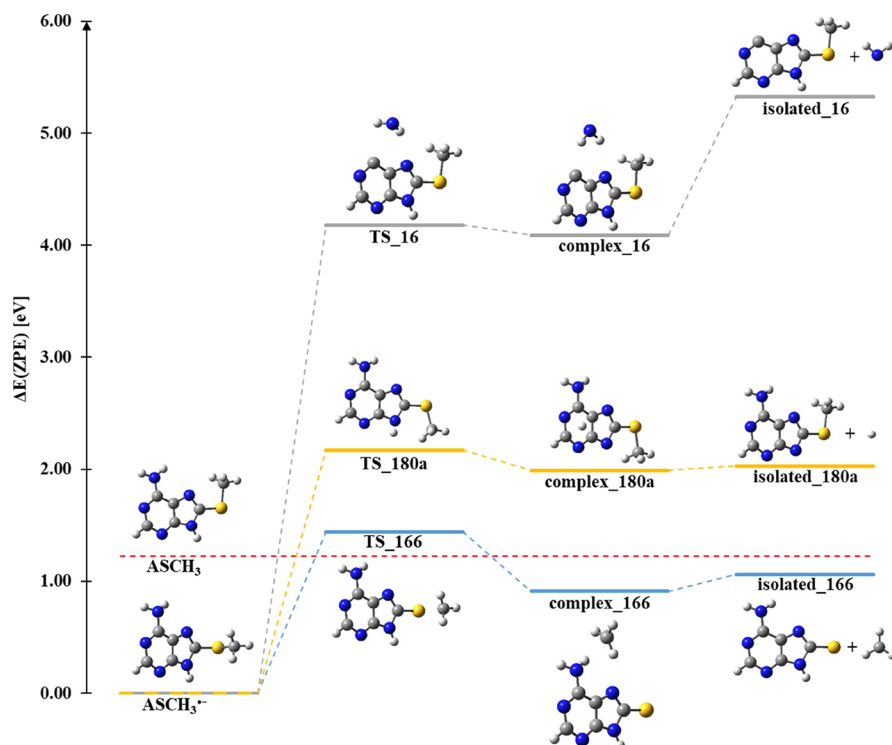 6.00
5.00
4.00
3.00
2.00
1.00
0.00
ΔE(ZPE) [eV]
+
isolated_16
TS_16
complex_16
TS_180a
complex_180a
+
isolated_180a
ASCH₃
TS_166
complex_166
isolated_166
+
ASCH₃•−